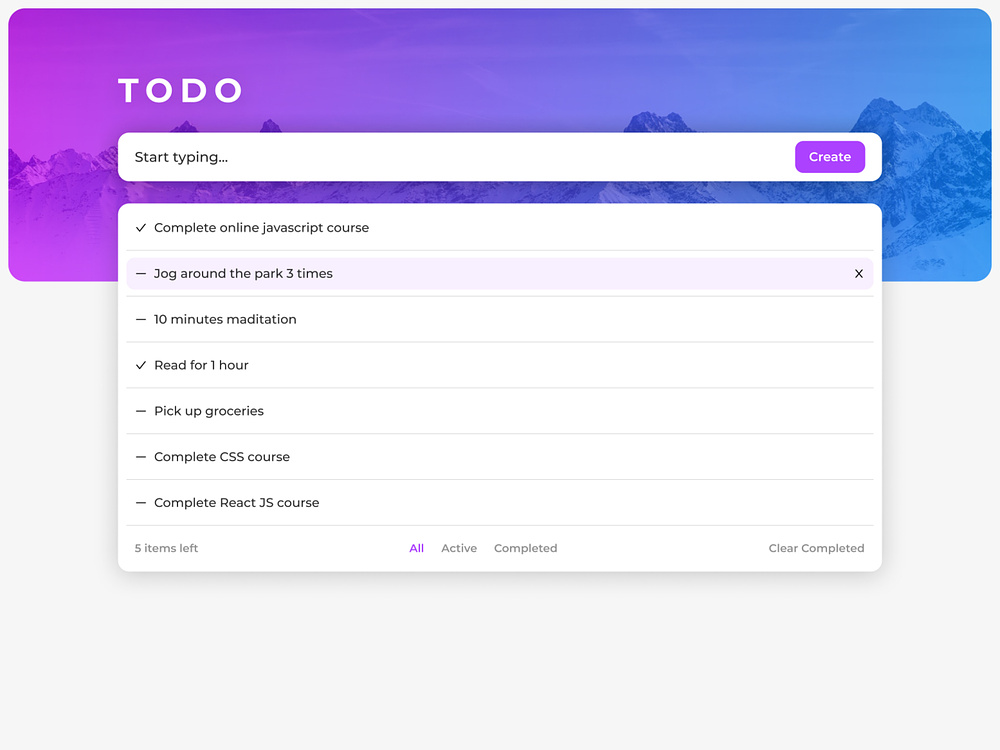 TODO
Start typing...
Create
Complete online javascript course
Jog around the park 3 times
X
10 minutes maditation
Read for 1 hour
Pick up groceries
Complete CSS course
Complete React JS course
5 items left
All
Active
Completed
Clear Completed